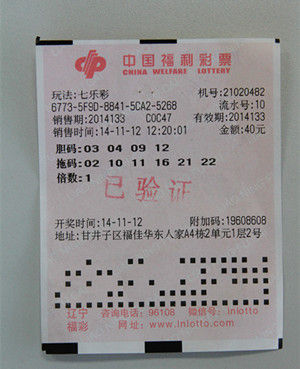 中国福利彩票
CHINA WELFARE LOTTERY
玩法:七乐彩 机号:21020482
6773-5F9D-8841-5CA2-5268 流水号:10
销售期:2014133 C0C47 有效期:2014133
销售时间:14-11-12 12:20:01 金额:40元
胆码: 03 04 09 12
拖码: 02 10 11 16 21 22
倍数: 1
已验证
开奖时间:14-11-12 附加码:19608608
地址:甘井子区福佳华东人家A4栋2单元1层2号
辽宁 咨询电话:96108 微信号:lnlotto
福彩 网址:www.lnlotto.com